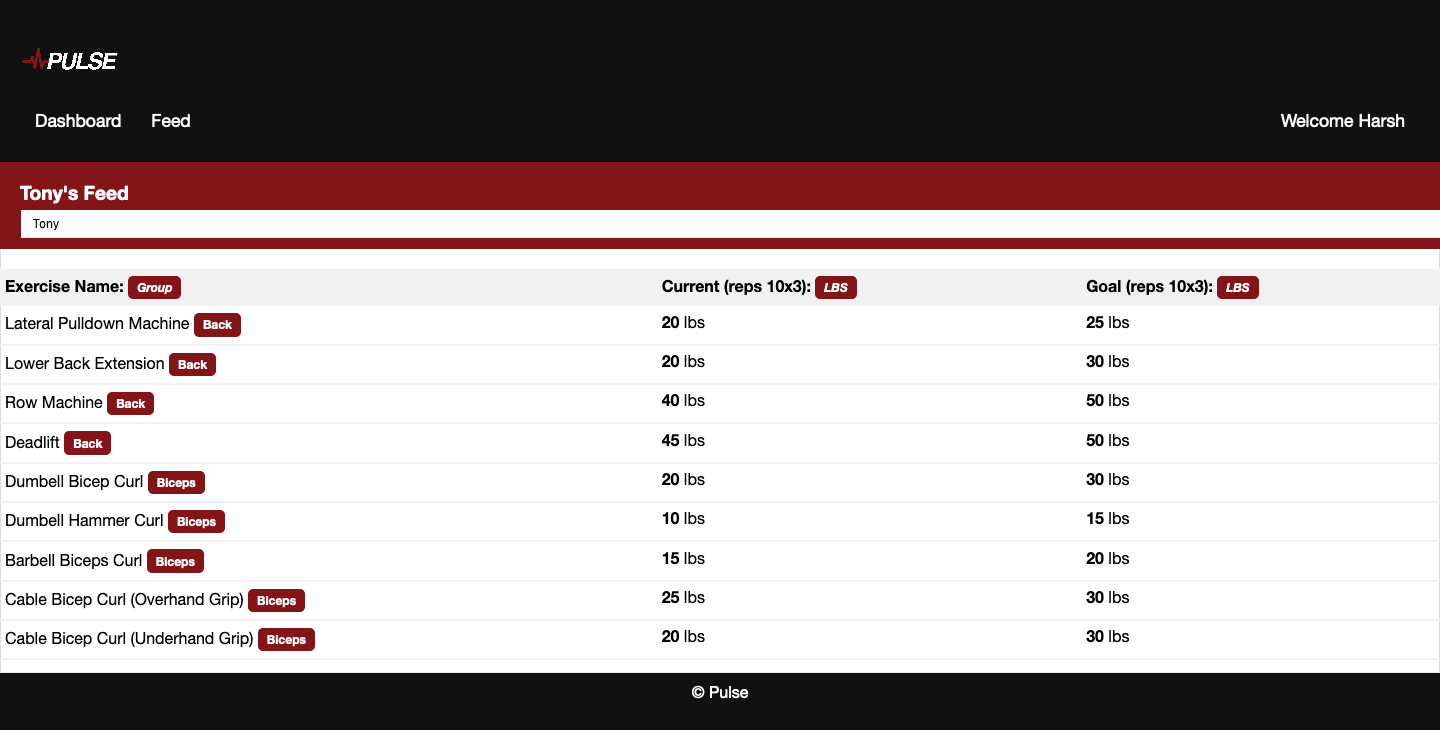 PULSE
Dashboard Feed Welcome Harsh
Tony's Feed
Tony
Exercise Name: Group Current (reps 10x3): LBS Goal (reps 10x3): LBS
Lateral Pulldown Machine Back 20 lbs 25 lbs
Lower Back Extension Back 20 lbs 30 lbs
Row Machine Back 40 lbs 50 lbs
Deadlift Back 45 lbs 50 lbs
Dumbell Bicep Curl Biceps 20 lbs 30 lbs
Dumbell Hammer Curl Biceps 10 lbs 15 lbs
Barbell Biceps Curl Biceps 15 lbs 20 lbs
Cable Bicep Curl (Overhand Grip) Biceps 25 lbs 30 lbs
Cable Bicep Curl (Underhand Grip) Biceps 20 lbs 30 lbs
© Pulse